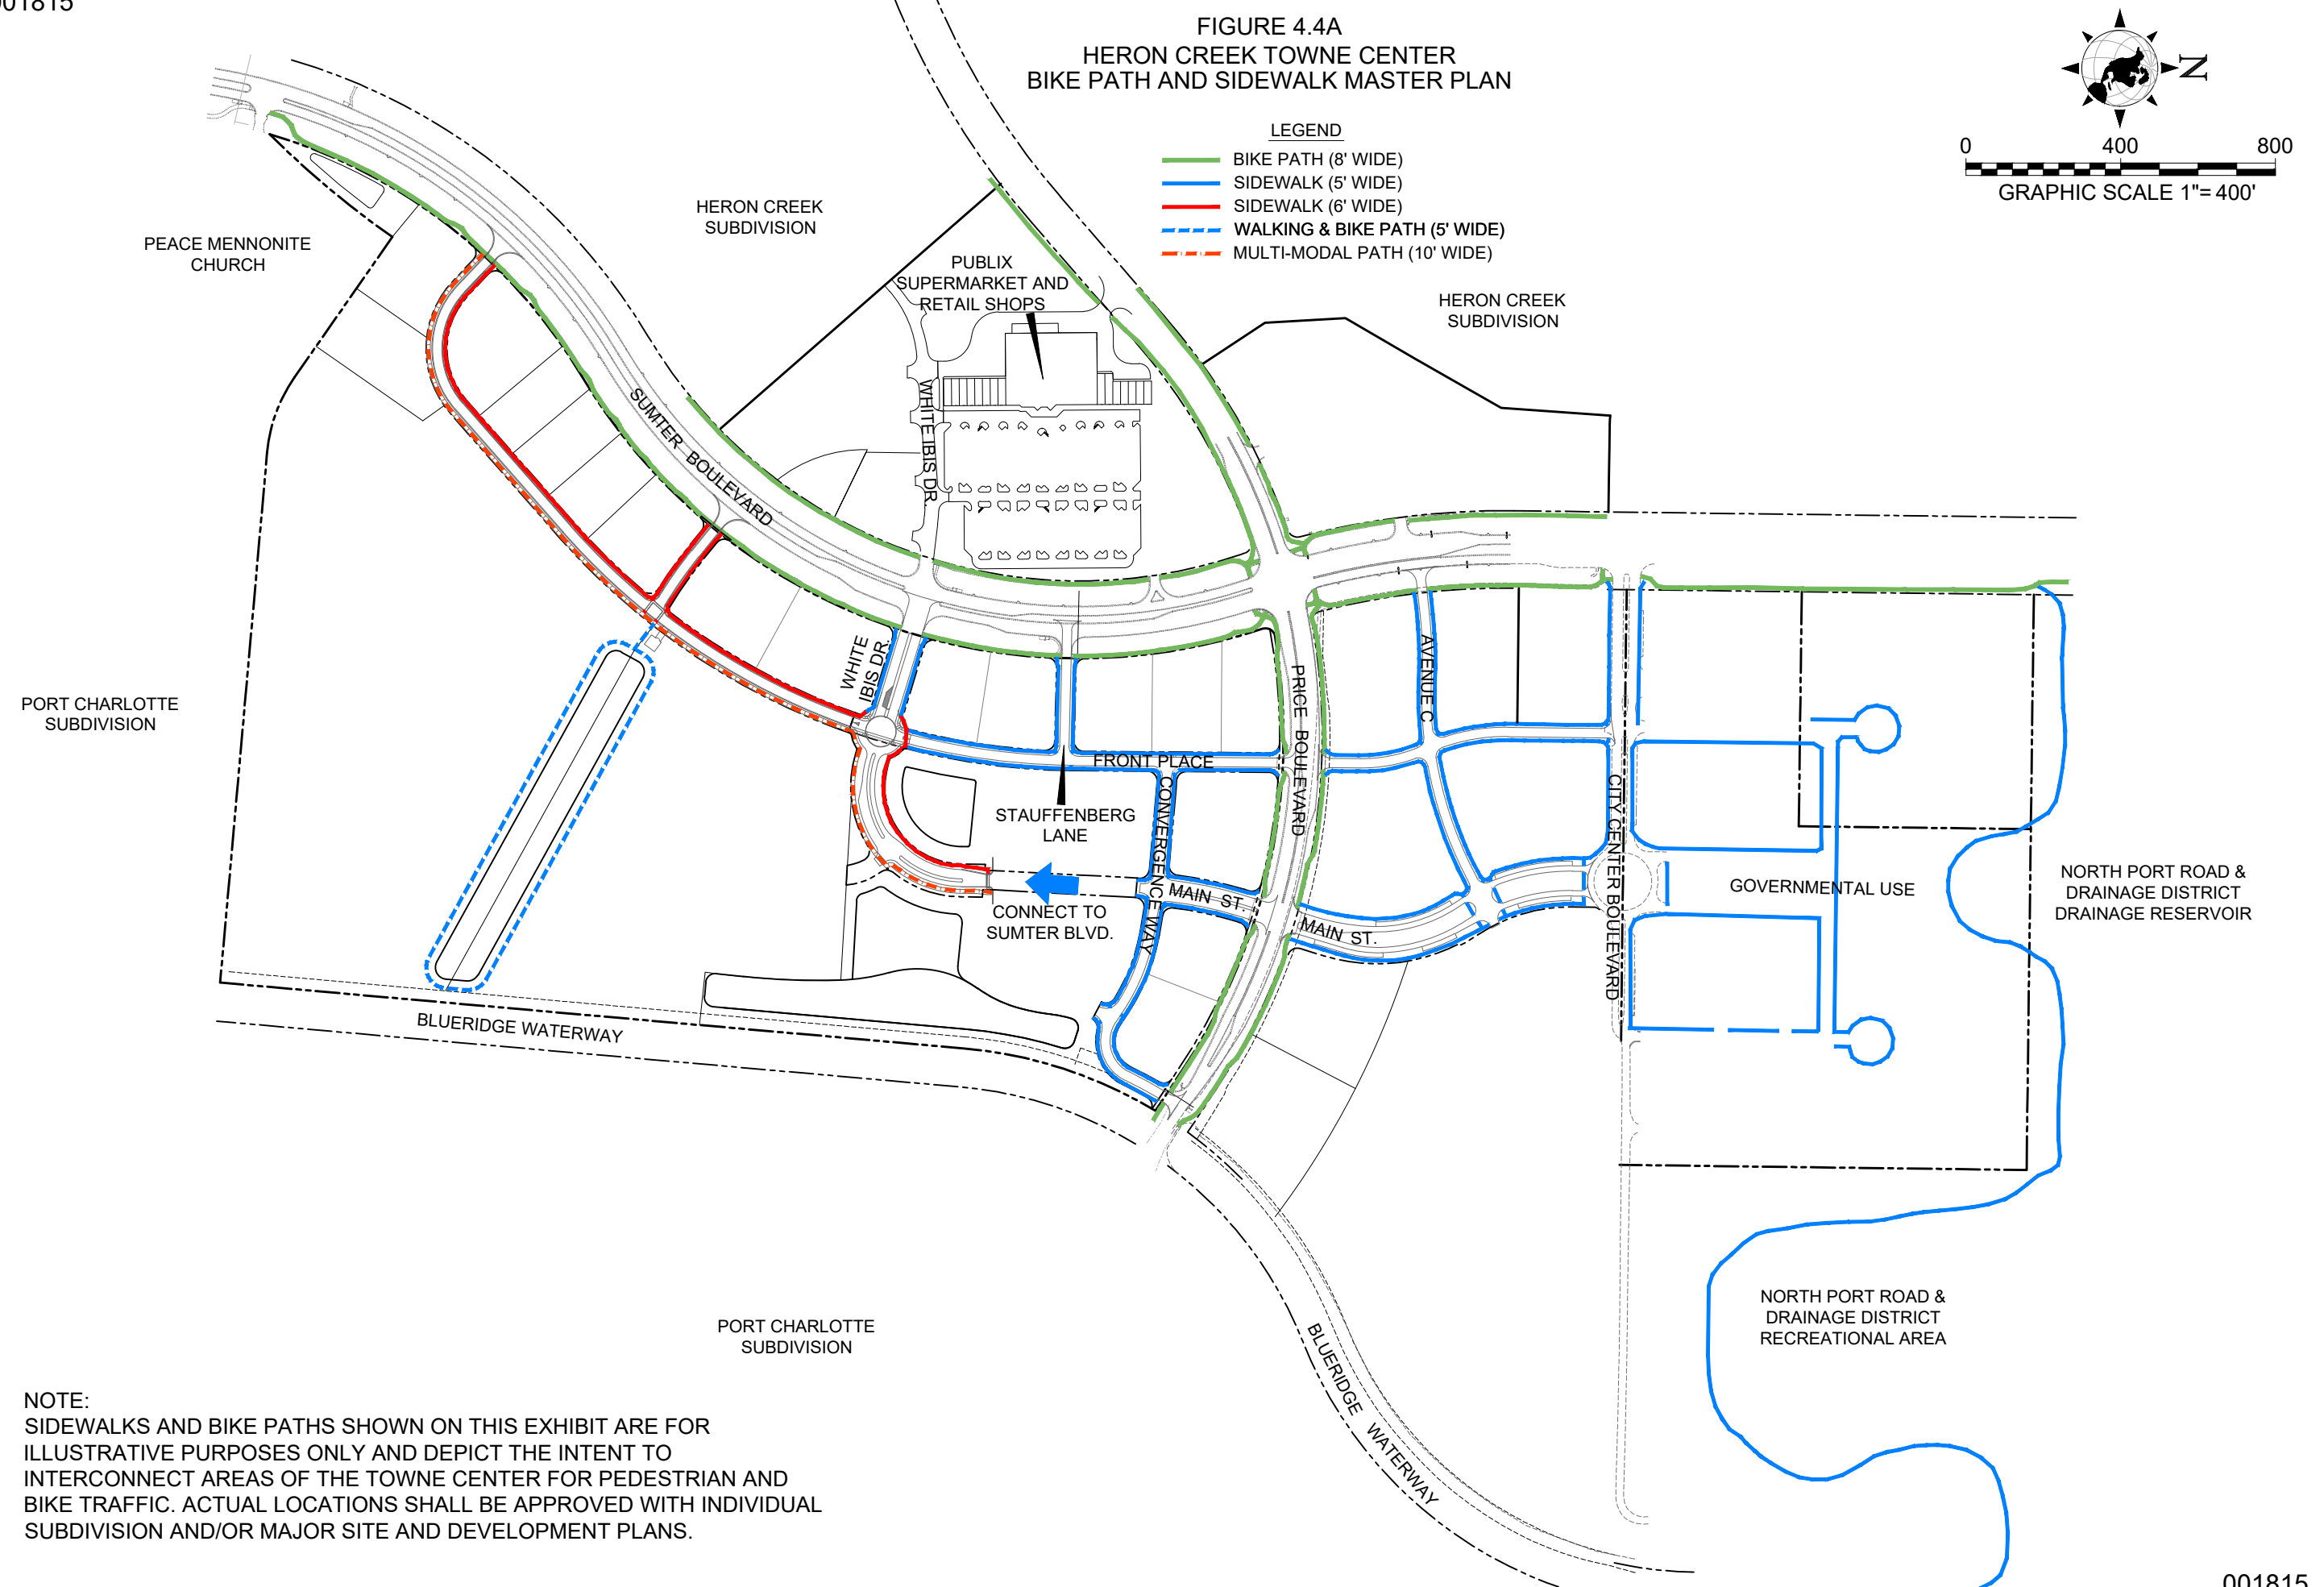 001815
FIGURE 4.4A
HERON CREEK TOWNE CENTER
BIKE PATH AND SIDEWALK MASTER PLAN
LEGEND
BIKE PATH (8' WIDE)
SIDEWALK (5' WIDE)
SIDEWALK (6' WIDE)
WALKING & BIKE PATH (5' WIDE)
MULTI-MODAL PATH (10' WIDE)
N
0 400 800
GRAPHIC SCALE 1"= 400'
PEACE MENNONITE
CHURCH
HERON CREEK
SUBDIVISION
PUBLIX
SUPERMARKET AND
RETAIL SHOPS
HERON CREEK
SUBDIVISION
WHITE IBIS DR.
SUMTER BOULEVARD
WHITE
IBIS DR.
PORT CHARLOTTE
SUBDIVISION
FRONT PLACE
STAUFFENBERG
LANE
CONVERGENCE WAY
PRICE BOULEVARD
AVENUE C
CITY CENTER BOULEVARD
MAIN ST.
MAIN ST.
CONNECT TO
SUMTER BLVD.
GOVERNMENTAL USE
NORTH PORT ROAD &
DRAINAGE DISTRICT
DRAINAGE RESERVOIR
BLUERIDGE WATERWAY
NORTH PORT ROAD &
DRAINAGE DISTRICT
RECREATIONAL AREA
PORT CHARLOTTE
SUBDIVISION
BLUERIDGE WATERWAY
NOTE:
SIDEWALKS AND BIKE PATHS SHOWN ON THIS EXHIBIT ARE FOR
ILLUSTRATIVE PURPOSES ONLY AND DEPICT THE INTENT TO
INTERCONNECT AREAS OF THE TOWNE CENTER FOR PEDESTRIAN AND
BIKE TRAFFIC. ACTUAL LOCATIONS SHALL BE APPROVED WITH INDIVIDUAL
SUBDIVISION AND/OR MAJOR SITE AND DEVELOPMENT PLANS.
001815